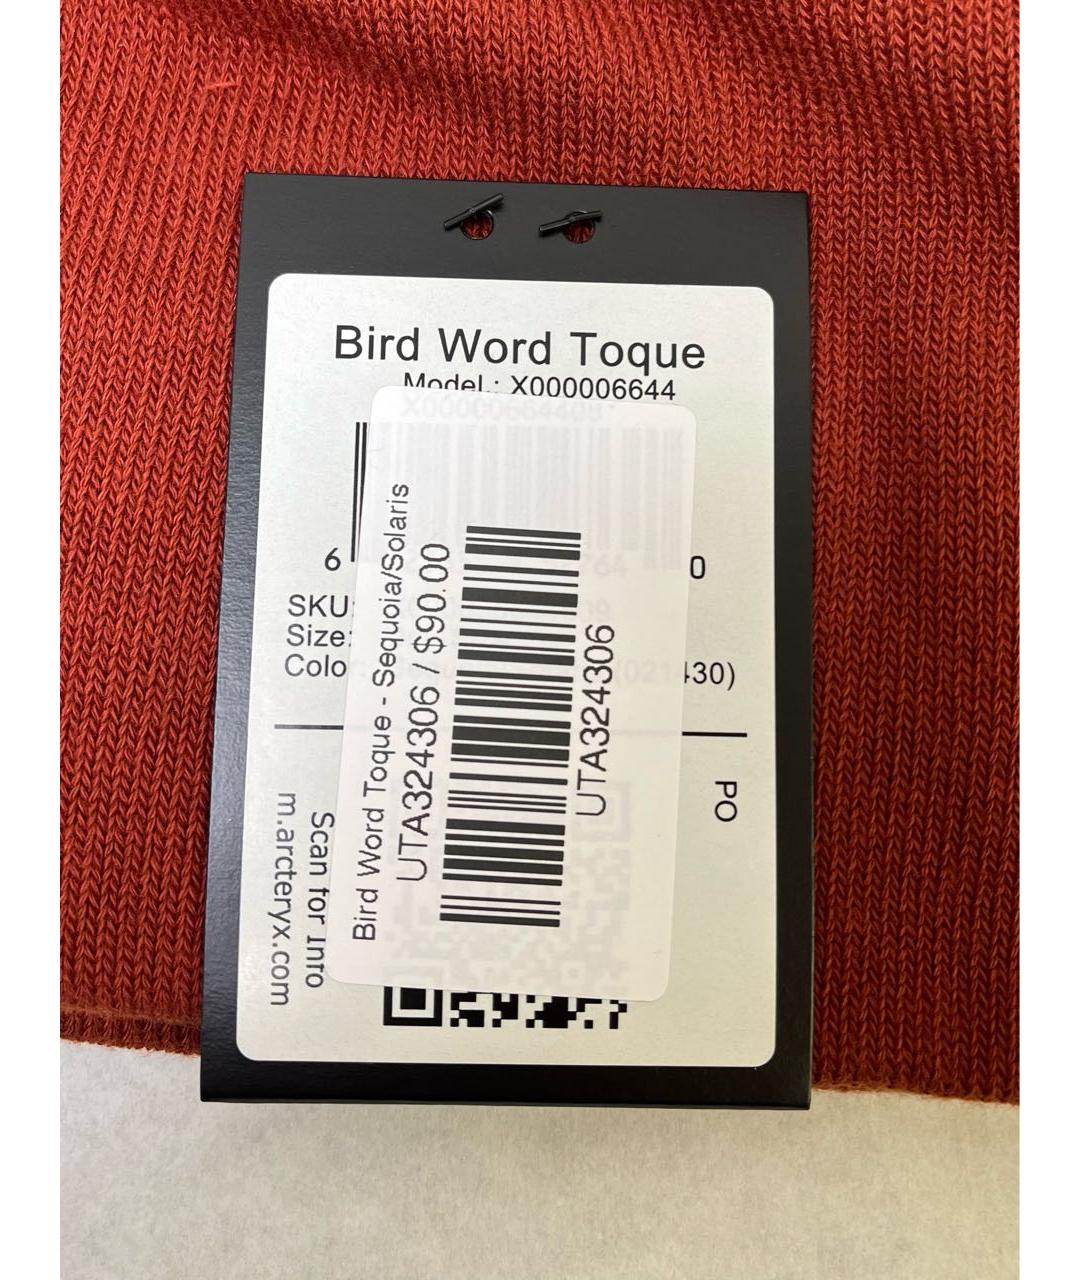 Bird Word Toque
Model.: X000006644
6 0
SKU:
Size:
Colo 430)
Bird Word Toque - Sequoia/Solaris
UTA324306 / $90.00
UTA324306
PO
Scan for Info
m.arcteryx.com